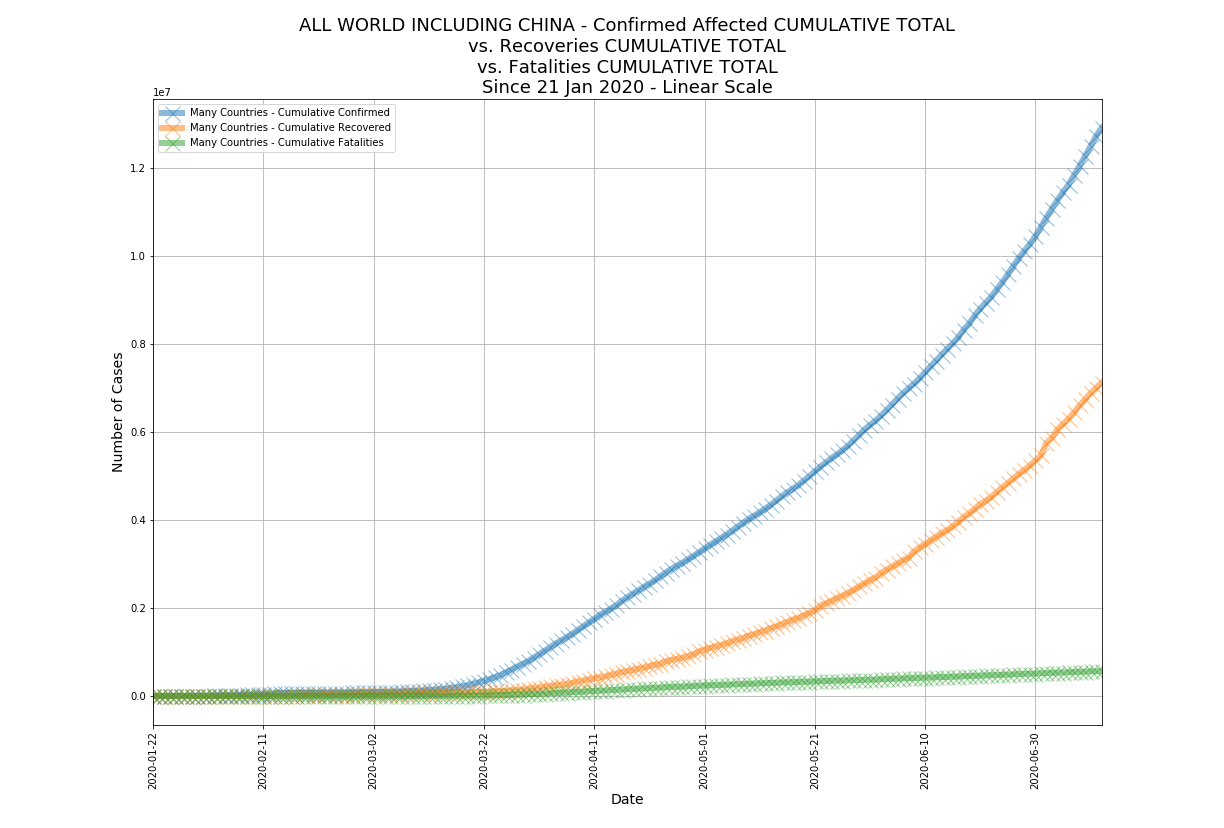 ALL WORLD INCLUDING CHINA - Confirmed Affected CUMULATIVE TOTAL
vs. Recoveries CUMULATIVE TOTAL
vs. Fatalities CUMULATIVE TOTAL
Since 21 Jan 2020 - Linear Scale
1e7
Many Countries - Cumulative Confirmed
Many Countries - Cumulative Recovered
Many Countries - Cumulative Fatalities
1.2
1.0
0.8
0.6
0.4
0.2
0.0
Number of Cases
2020-01-22
2020-02-11
2020-03-02
2020-03-22
2020-04-11
2020-05-01
2020-05-21
2020-06-10
2020-06-30
Date